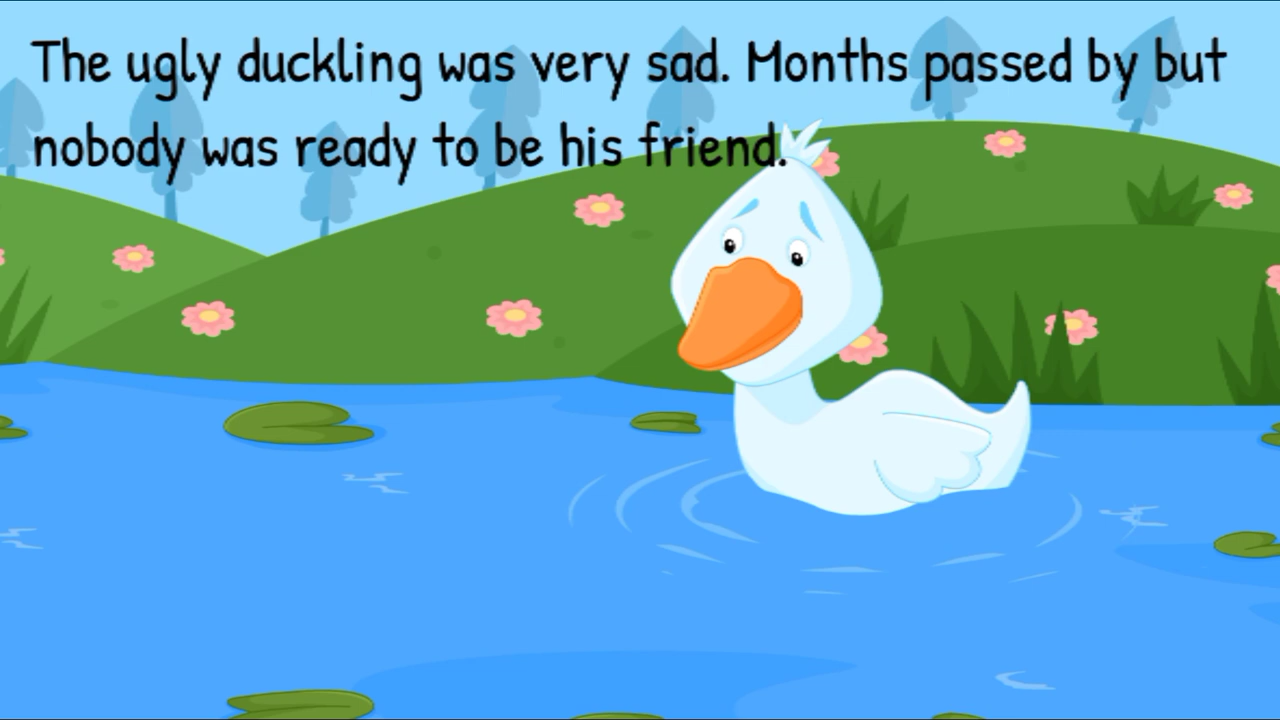 The ugly duckling was very sad. Months passed by but
nobody was ready to be his friend.